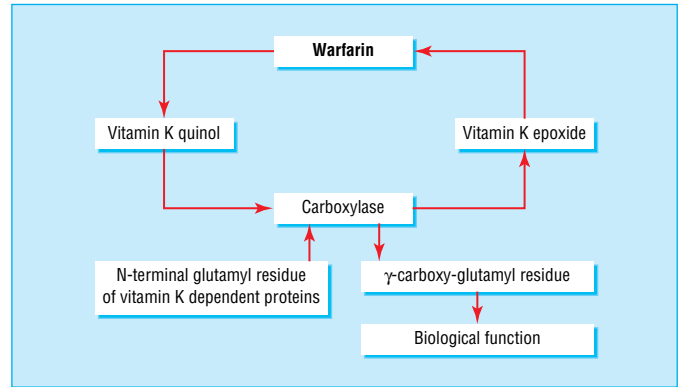 Warfarin
Vitamin K quinol
Vitamin K epoxide
Carboxylase
N-terminal glutamyl residue
of vitamin K dependent proteins
γ-carboxy-glutamyl residue
Biological function